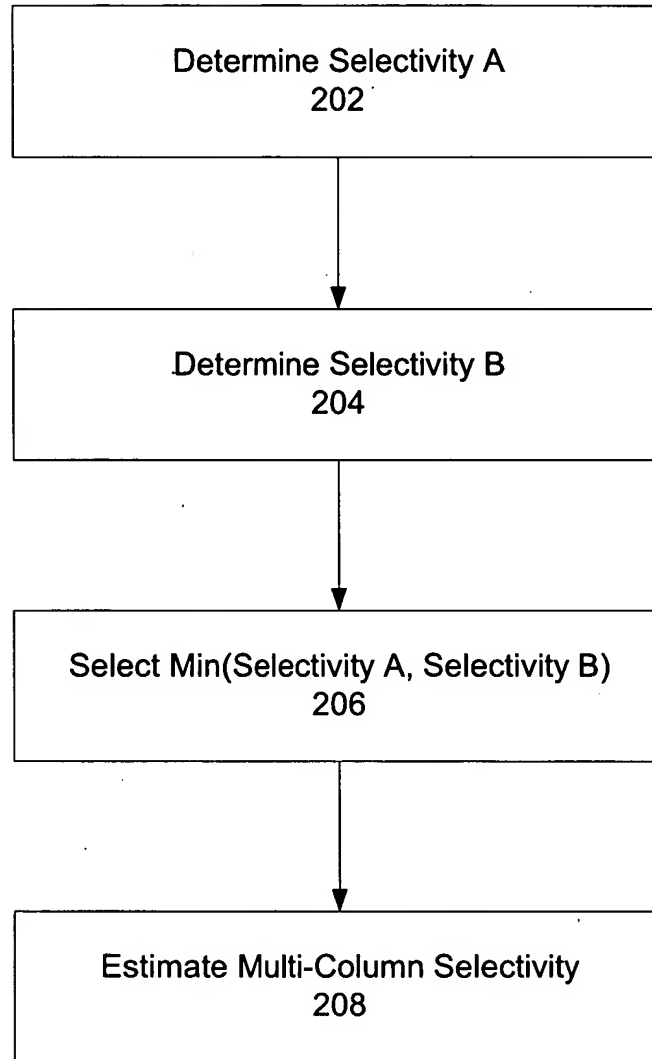 Determine Selectivity A
202
Determine Selectivity B
204
Select Min(Selectivity A, Selectivity B)
206
Estimate Multi-Column Selectivity
208